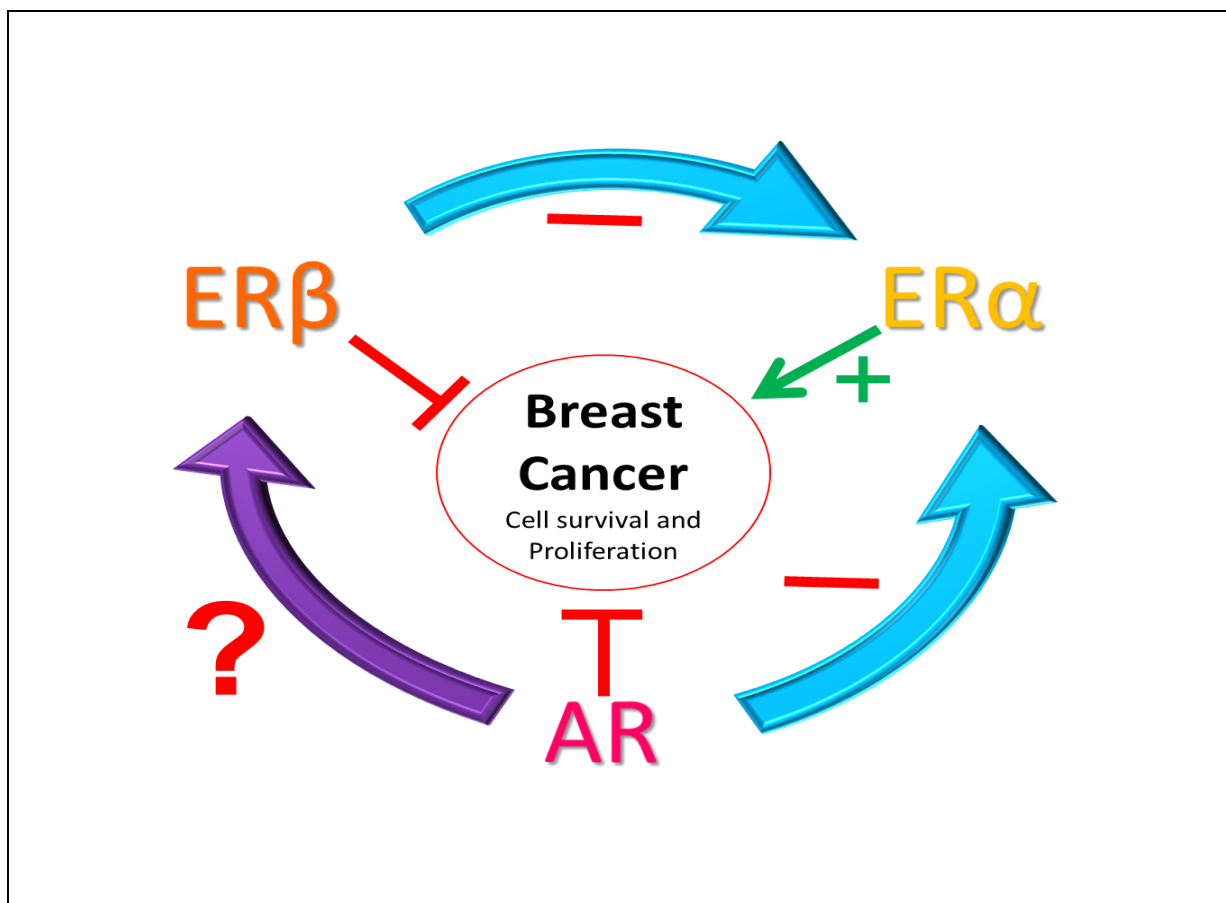 ERβ
ERα
+
Breast
Cancer
Cell survival and
Proliferation
?
AR